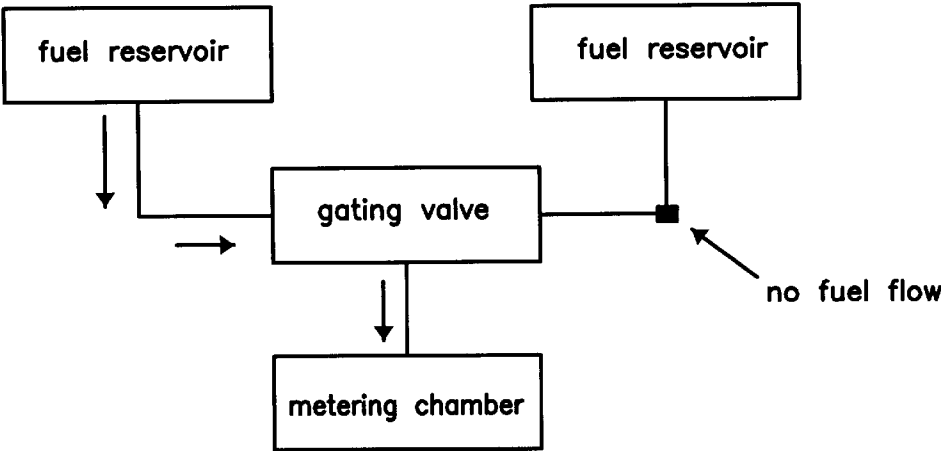 fuel reservoir
fuel reservoir
gating valve
no fuel flow
metering chamber